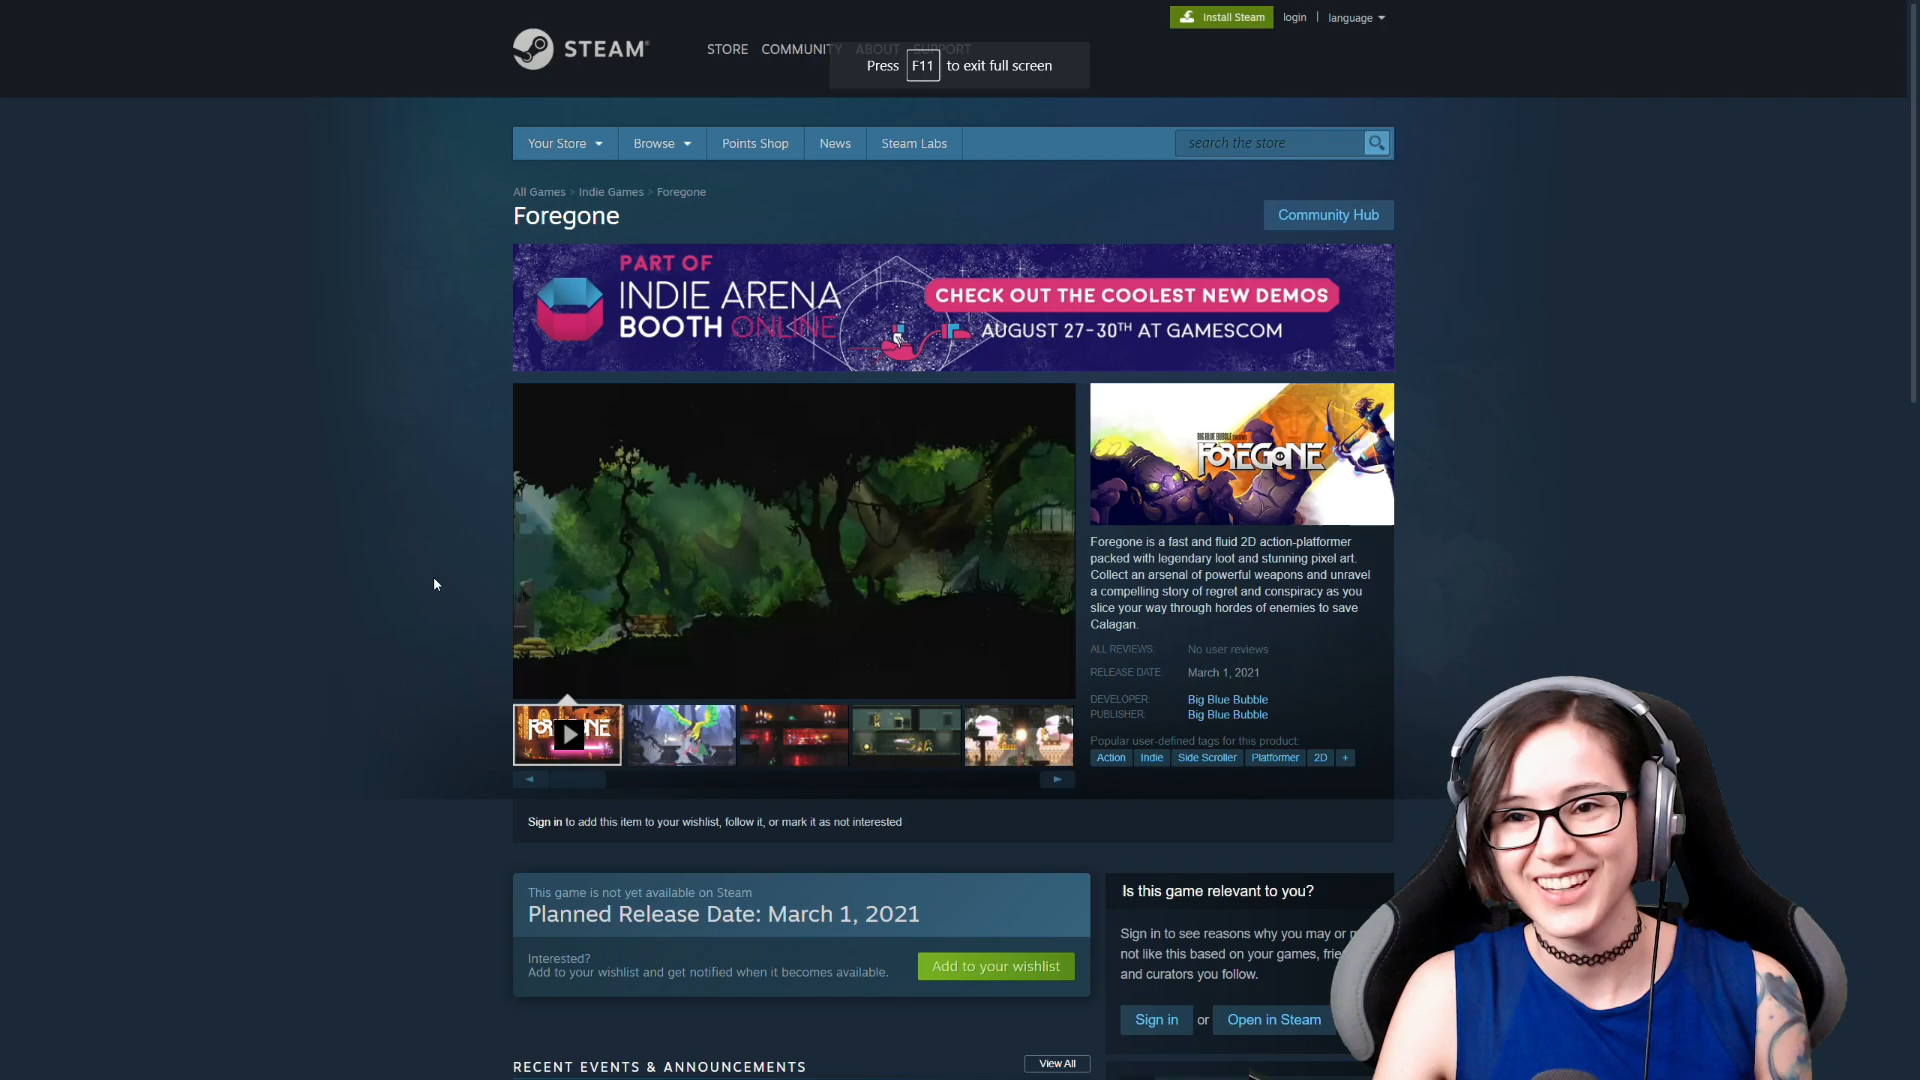 Install Steam
login
language
STEAM®
STORE
COMMUNITY
ABOUT
SUPPORT
Press F11 to exit full screen
Your Store
Browse
Points Shop
News
Steam Labs
search the store
All Games > Indie Games > Foregone
Foregone
Community Hub
PART OF
INDIE ARENA
BOOTH ONLINE
CHECK OUT THE COOLEST NEW DEMOS
AUGUST 27-30TH AT GAMESCOM
BIG BLUE BUBBLE
FOREGONE
Foregone is a fast and fluid 2D action-platformer
packed with legendary loot and stunning pixel art.
Collect an arsenal of powerful weapons and unravel
a compelling story of regret and conspiracy as you
slice your way through hordes of enemies to save
Calagan.
ALL REVIEWS: No user reviews
RELEASE DATE: March 1, 2021
DEVELOPER: Big Blue Bubble
PUBLISHER: Big Blue Bubble
Popular user-defined tags for this product:
Action
Indie
Side Scroller
Platformer
2D
+
Sign in to add this item to your wishlist, follow it, or mark it as not interested
This game is not yet available on Steam
Planned Release Date: March 1, 2021
Interested?
Add to your wishlist and get notified when it becomes available.
Add to your wishlist
Is this game relevant to you?
Sign in to see reasons why you may or
not like this based on your games,
and curators you follow.
Sign in or Open in Steam
RECENT EVENTS & ANNOUNCEMENTS
View All